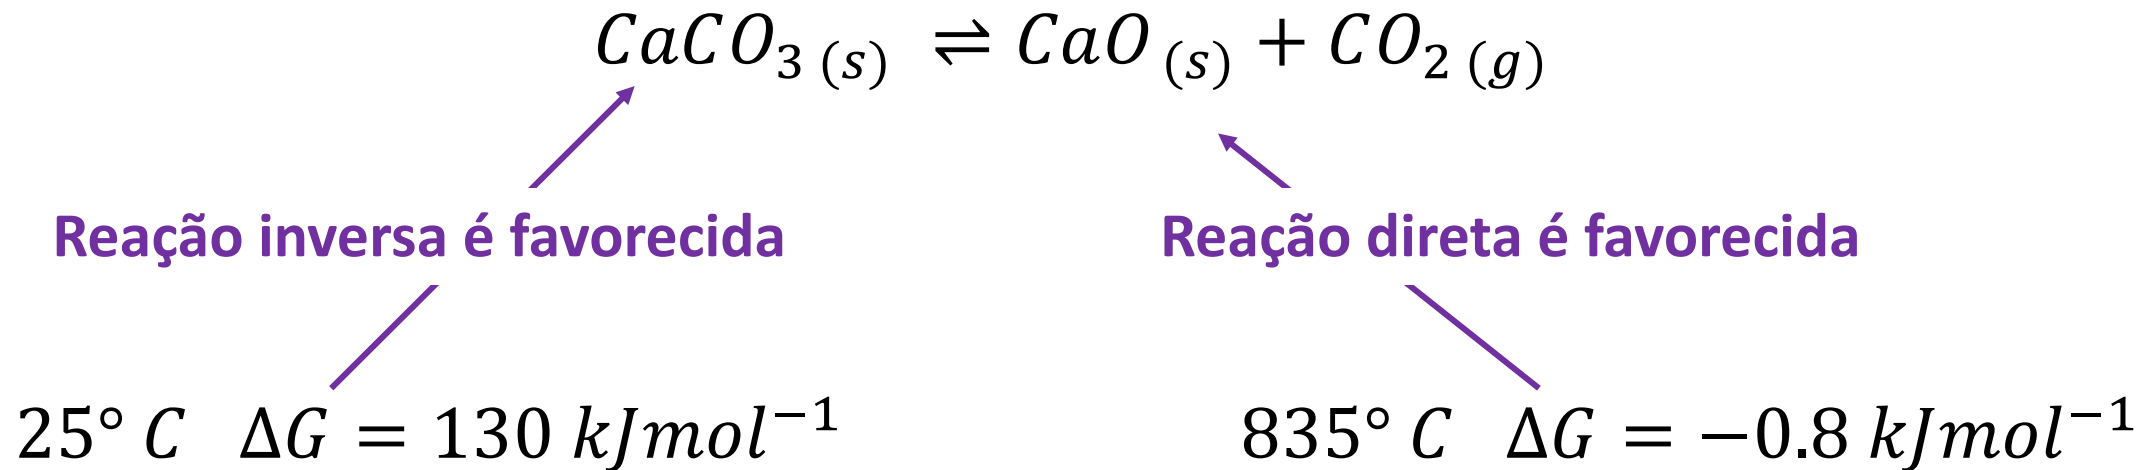 CaCO₃ (s) ⇌ CaO (s) + CO₂ (g)
Reação inversa é favorecida Reação direta é favorecida
25° C ΔG = 130 kJmol⁻¹ 835° C ΔG = −0.8 kJmol⁻¹